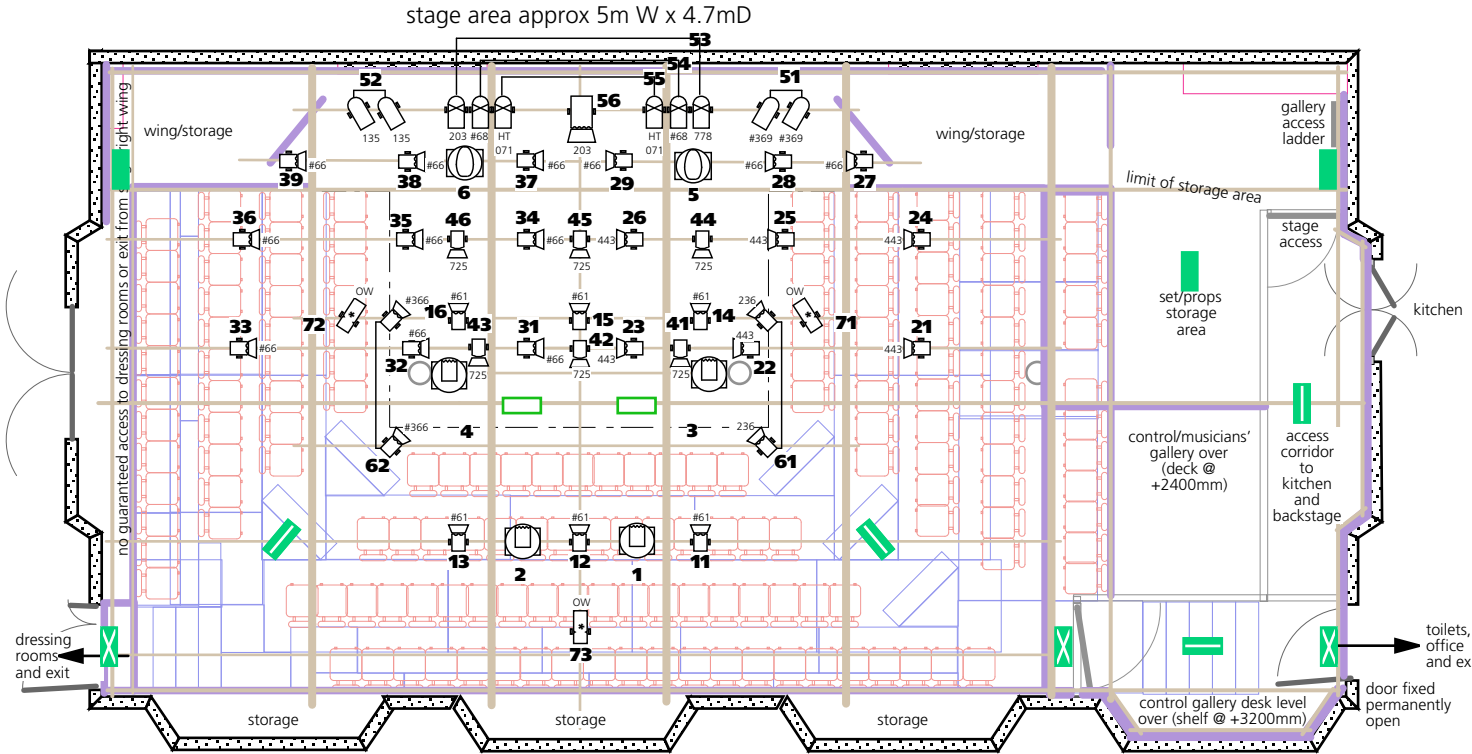 stage area approx 5m W x 4.7mD
53
54
52
55
51
56
gallery
access
ladder
wing/storage
135
135
203
#68
HT
071
203
HT
071
#68
778
#369
#369
wing/storage
#66
39
#66
38
6
37
#66
#66
29
5
#66
28
#66
27
limit of storage area
no guaranteed access to dressing rooms or exit from
right wing
36
#66
35
#66
46
725
34
#66
45
725
443
26
44
725
25
443
24
443
stage
access
OW
72
#366
16
#61
43
#61
15
#61
41
14
236
OW
71
set/props
storage
area
kitchen
33
#66
#66
32
725
31
#66
42
725
443
23
725
443
22
21
443
#366
62
4
3
236
61
control/musicians'
gallery over
(deck @
+2400mm)
access
corridor
to
kitchen
and
backstage
#61
13
2
#61
12
1
#61
11
OW
73
dressing
rooms
and exit
toilets,
office
and ex
storage
storage
storage
control gallery desk level
over (shelf @ +3200mm)
door fixed
permanently
open